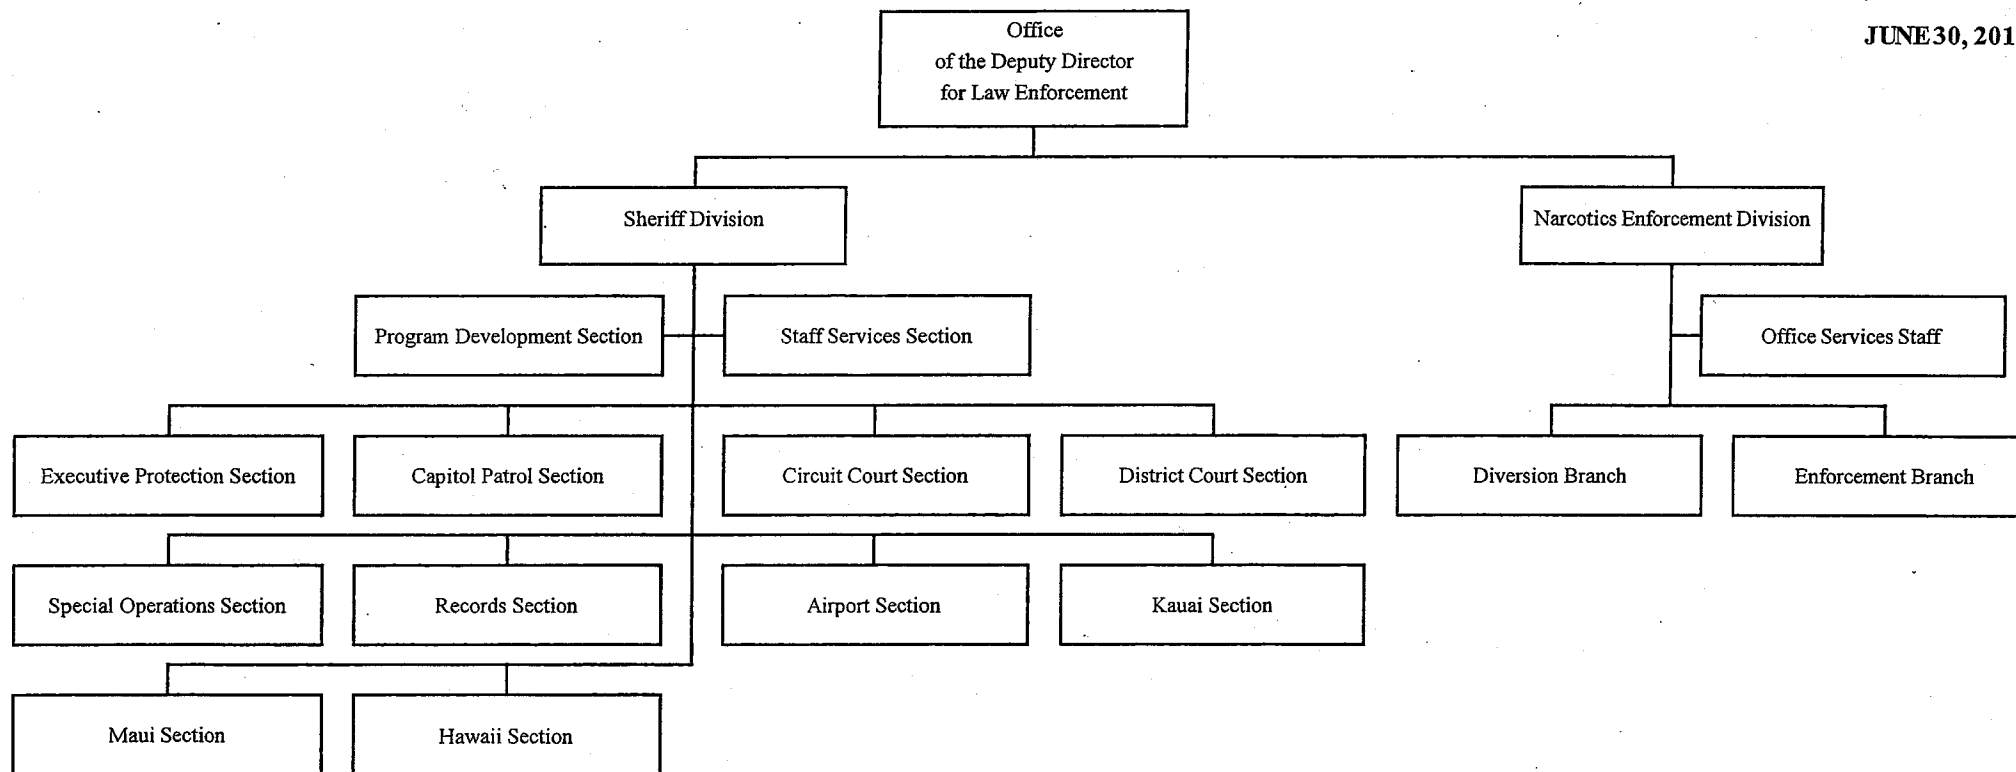 Office
of the Deputy Director
for Law Enforcement
JUNE 30, 201
Sheriff Division
Narcotics Enforcement Division
Program Development Section
Staff Services Section
Office Services Staff
Executive Protection Section
Capitol Patrol Section
Circuit Court Section
District Court Section
Diversion Branch
Enforcement Branch
Special Operations Section
Records Section
Airport Section
Kauai Section
Maui Section
Hawaii Section